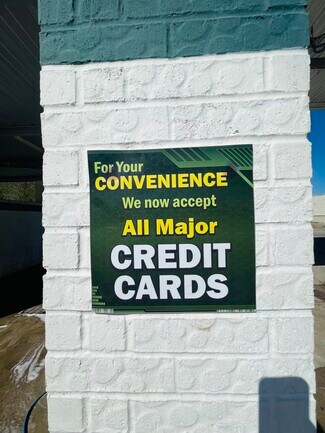 For Your
CONVENIENCE
We now accept
All Major
CREDIT
CARDS